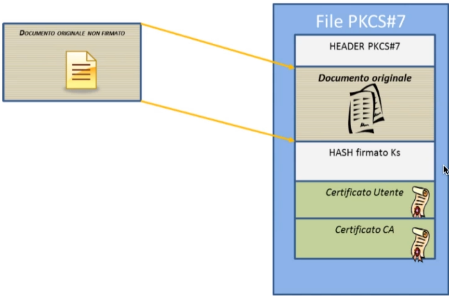 DOCUMENTO ORIGINALE NON FIRMATO
File PKCS#7
HEADER PKCS#7
Documento originale
HASH firmato Ks
Certificato Utente
Certificato CA